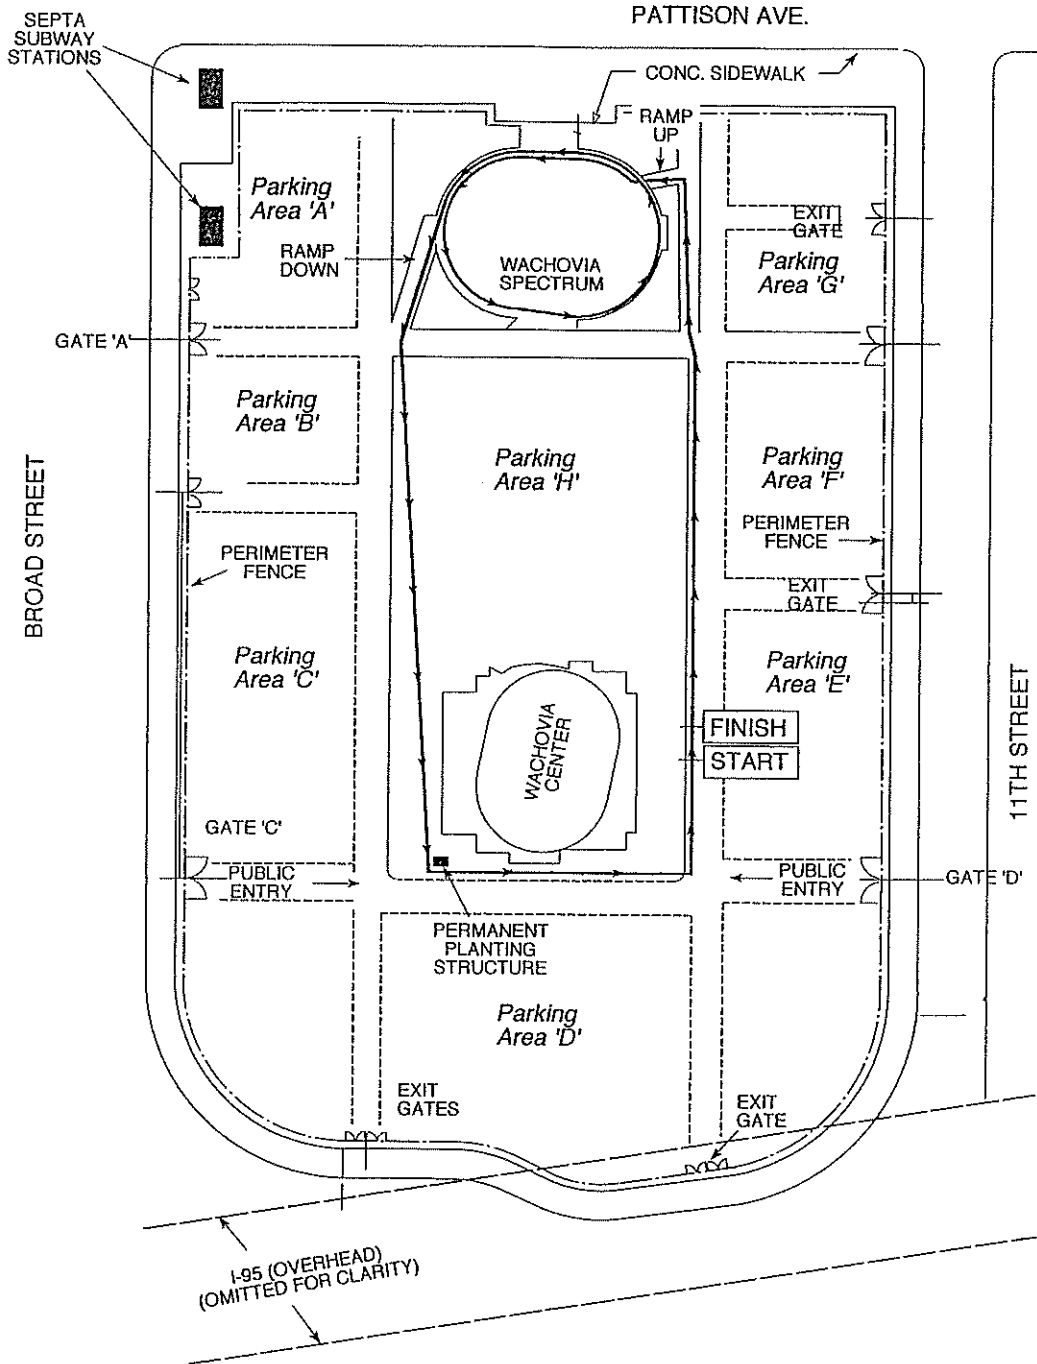 PATTISON AVE.
SEPTA
SUBWAY
STATIONS
CONC. SIDEWALK
RAMP
UP
Parking
Area 'A'
EXIT
GATE
RAMP
DOWN
WACHOVIA
SPECTRUM
Parking
Area 'G'
GATE 'A'
Parking
Area 'B'
Parking
Area 'H'
Parking
Area 'F'
BROAD STREET
PERIMETER
FENCE
PERIMETER
FENCE
EXIT
GATE
Parking
Area 'C'
Parking
Area 'E'
WACHOVIA
CENTER
FINISH
START
11TH STREET
GATE 'C'
PUBLIC
ENTRY
PUBLIC
ENTRY
GATE 'D'
PERMANENT
PLANTING
STRUCTURE
Parking
Area 'D'
EXIT
GATES
EXIT
GATE
I-95 (OVERHEAD)
(OMITTED FOR CLARITY)